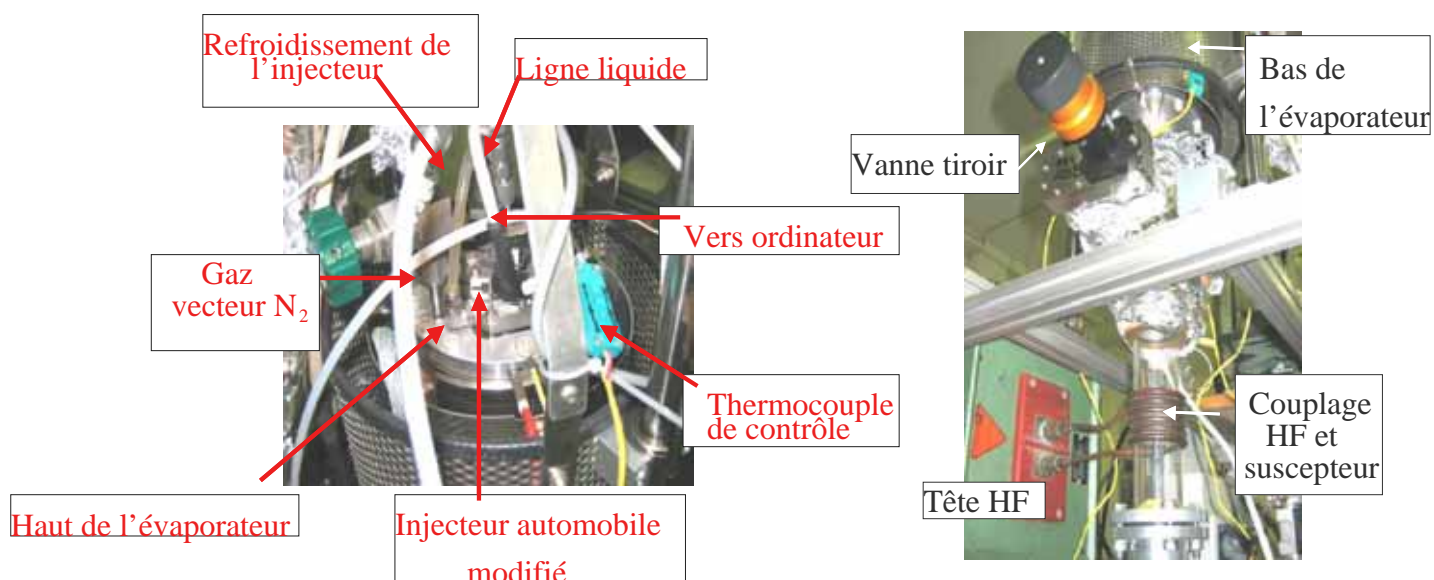 Refroidissement de
l'injecteur
Ligne liquide
Vers ordinateur
Gaz
vecteur N₂
Thermocouple
de contrôle
Haut de l'évaporateur
Injecteur automobile
modifié
Bas de
l'évaporateur
Vanne tiroir
Couplage
HF et
suscepteur
Tête HF